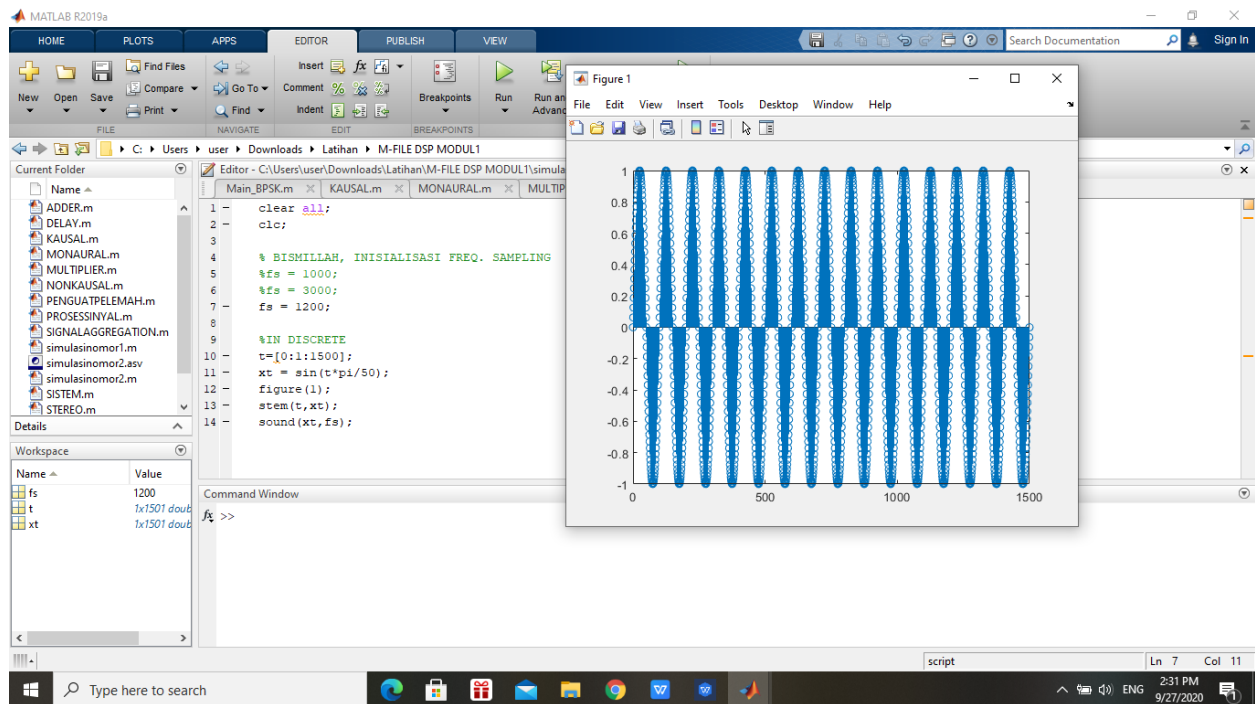 MATLAB R2019a
HOME PLOTS APPS EDITOR PUBLISH VIEW
Search Documentation
Sign In
New Open Save
Find Files
Compare
Print
FILE
Go To
Find
NAVIGATE
Insert fx
Comment
Indent
EDIT
Breakpoints
BREAKPOINTS
Run
Run an
Advanc
C: Users user Downloads Latihan M-FILE DSP MODUL1
Current Folder
Name
ADDER.m
DELAY.m
KAUSAL.m
MONAURAL.m
MULTIPLIER.m
NONKAUSAL.m
PENGUATPELEMAH.m
PROSESSINYAL.m
SIGNALAGGREGATION.m
simulasinomor1.m
simulasinomor2.asv
simulasinomor2.m
SISTEM.m
STEREO.m
Details
Workspace
Name Value
fs 1200
t 1x1501 doub
xt 1x1501 doub
Editor - C:\Users\user\Downloads\Latihan\M-FILE DSP MODUL1\simula
Main_BPSK.m KAUSAL.m MONAURAL.m MULTIP
1 clear all;
2 clc;
3
4 % BISMILLAH, INISIALISASI FREQ. SAMPLING
5 %fs = 1000;
6 %fs = 3000;
7 fs = 1200;
8
9 %IN DISCRETE
10 t=[0:1:1500];
11 xt = sin(t*pi/50);
12 figure(1);
13 stem(t,xt);
14 sound(xt,fs);
Command Window
fx >>
Figure 1
File Edit View Insert Tools Desktop Window Help
1
0.8
0.6
0.4
0.2
0
-0.2
-0.4
-0.6
-0.8
-1
0 500 1000 1500
script
Ln 7 Col 11
Type here to search
ENG
2:31 PM
9/27/2020